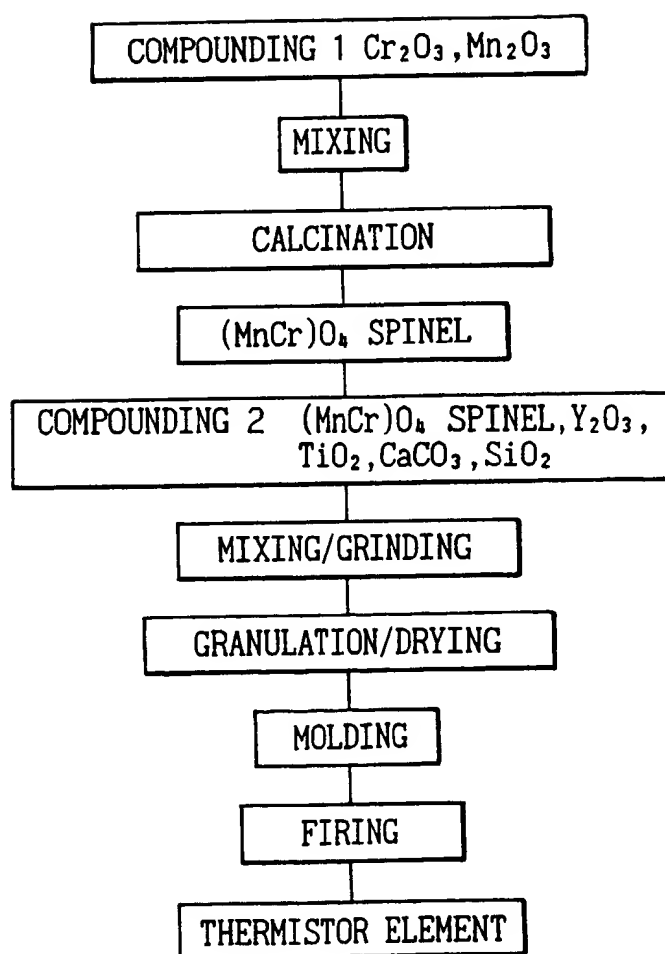 COMPOUNDING 1 Cr₂O₃,Mn₂O₃
MIXING
CALCINATION
(MnCr)O₄ SPINEL
COMPOUNDING 2 (MnCr)O₄ SPINEL,Y₂O₃,
TiO₂,CaCO₃,SiO₂
MIXING/GRINDING
GRANULATION/DRYING
MOLDING
FIRING
THERMISTOR ELEMENT